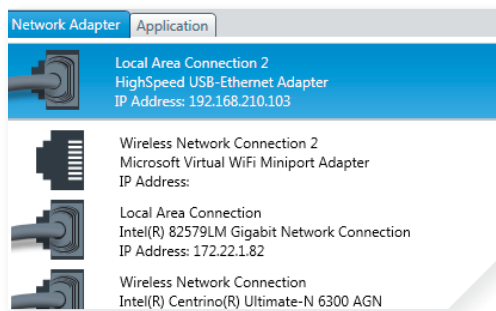 Network Adapter
Application
Local Area Connection 2
HighSpeed USB-Ethernet Adapter
IP Address: 192.168.210.103
Wireless Network Connection 2
Microsoft Virtual WiFi Miniport Adapter
IP Address:
Local Area Connection
Intel(R) 82579LM Gigabit Network Connection
IP Address: 172.22.1.82
Wireless Network Connection
Intel(R) Centrino(R) Ultimate-N 6300 AGN